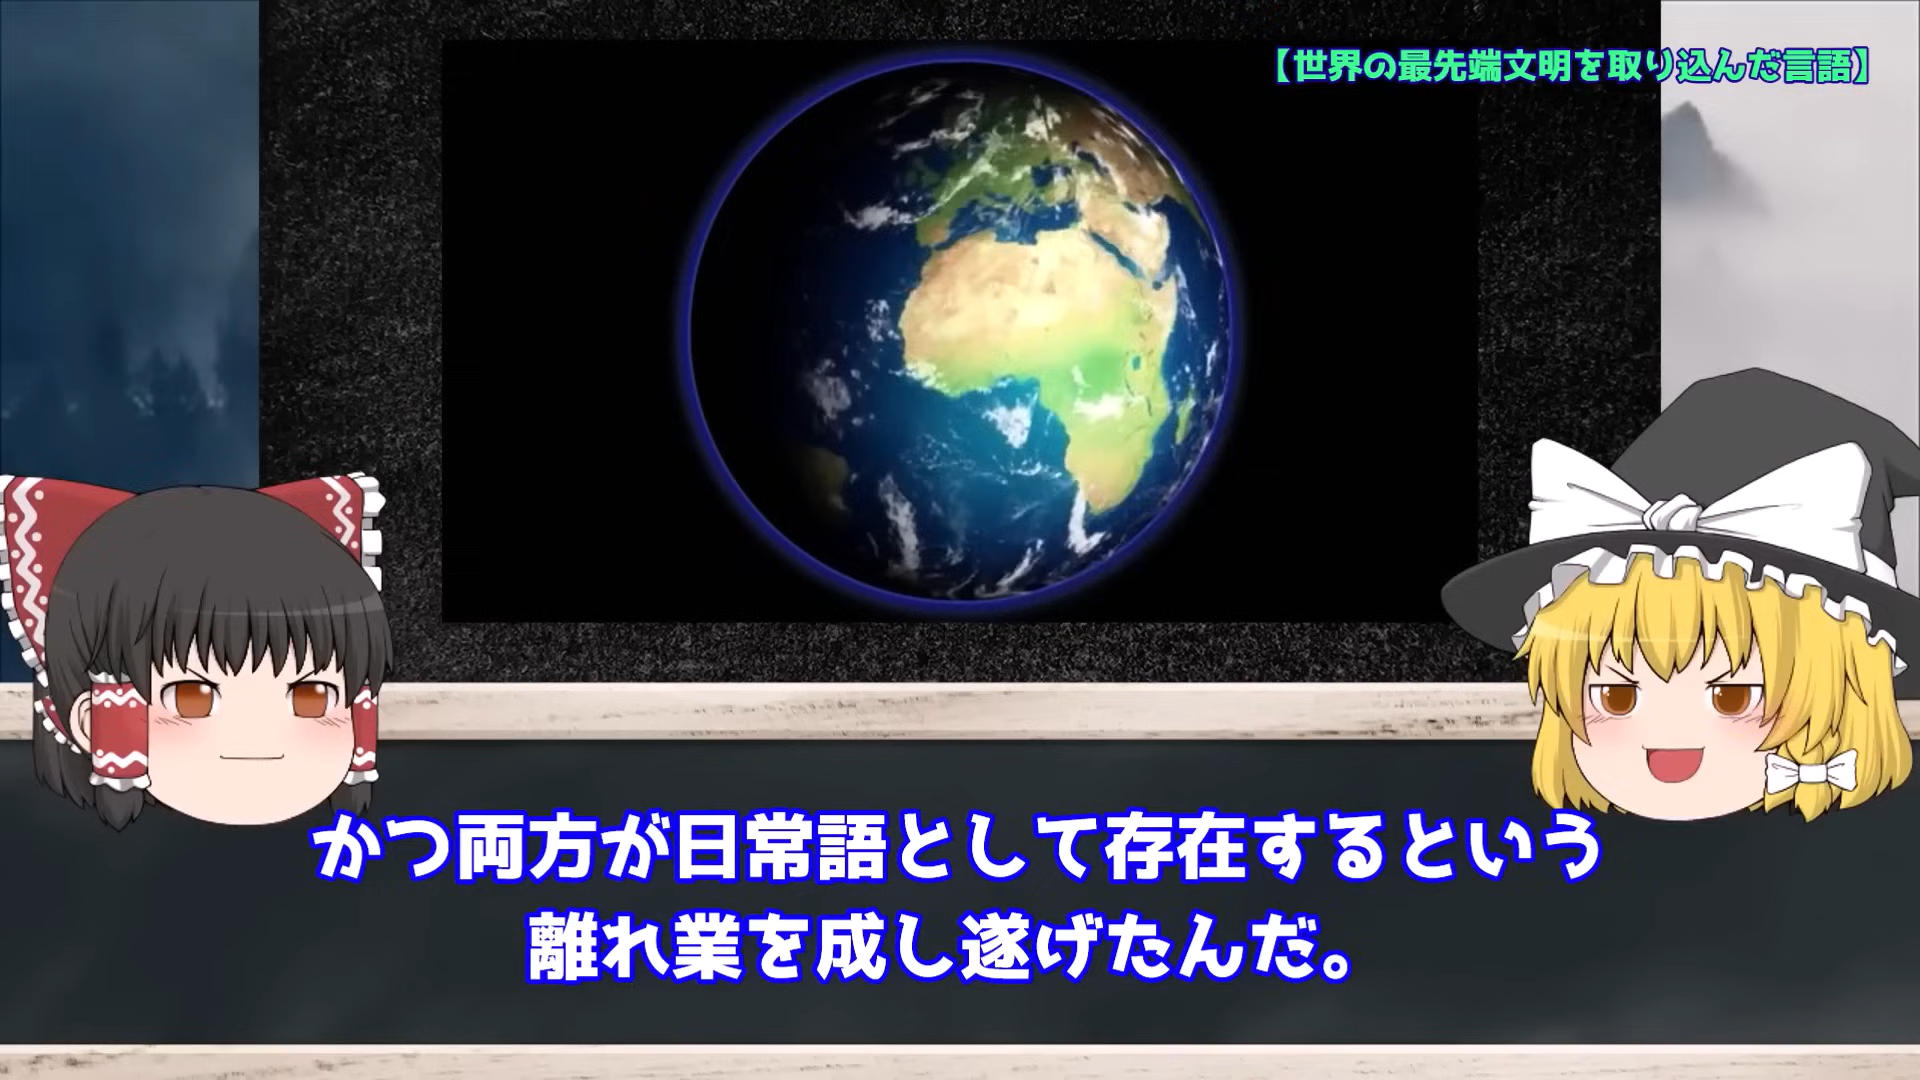 【世界の最先端文明を取り込んだ言語】
かつ両方が日常語として存在するという
離れ業を成し遂げたんだ。